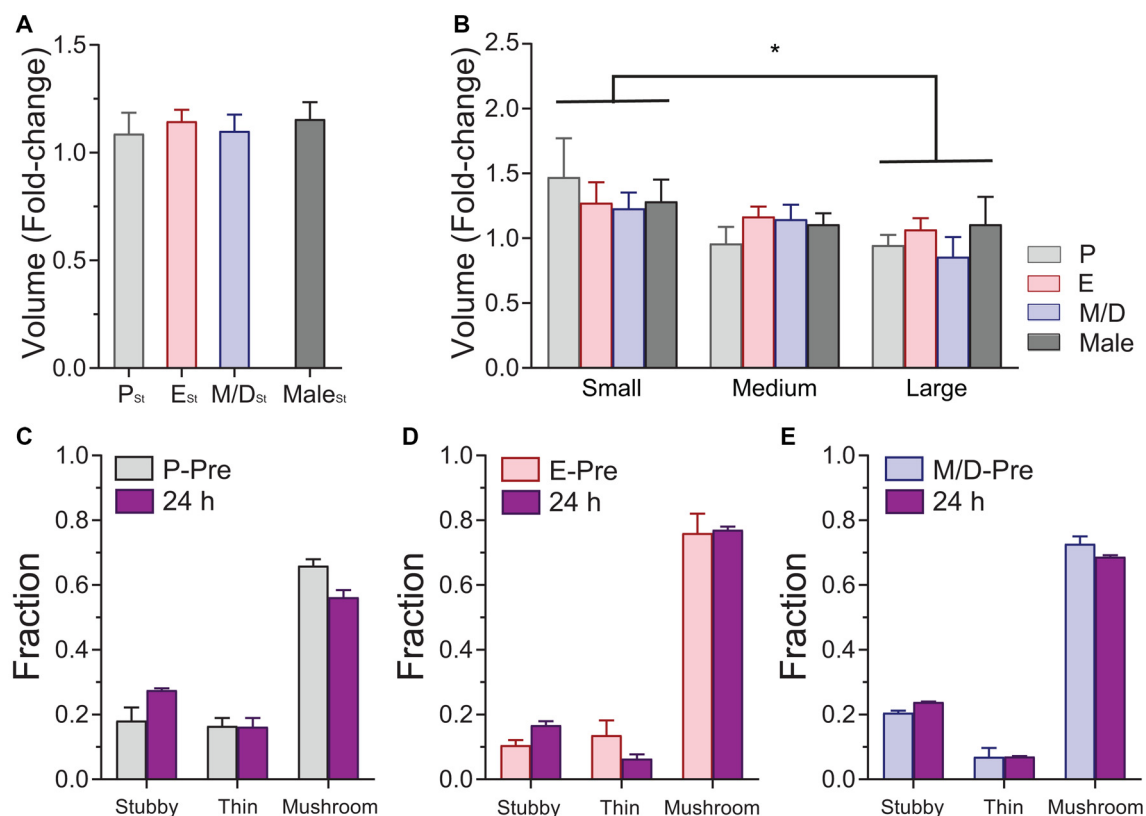 A
Volume (Fold-change)
1.5
1.0
0.5
0.0
PSt
ESt
M/DSt
MaleSt
B
Volume (Fold-change)
2.5
2.0
1.5
1.0
0.5
0.0
*
Small
Medium
Large
P
E
M/D
Male
C
Fraction
1.0
0.8
0.6
0.4
0.2
0.0
P-Pre
24 h
Stubby
Thin
Mushroom
D
Fraction
1.0
0.8
0.6
0.4
0.2
0.0
E-Pre
24 h
Stubby
Thin
Mushroom
E
Fraction
1.0
0.8
0.6
0.4
0.2
0.0
M/D-Pre
24 h
Stubby
Thin
Mushroom